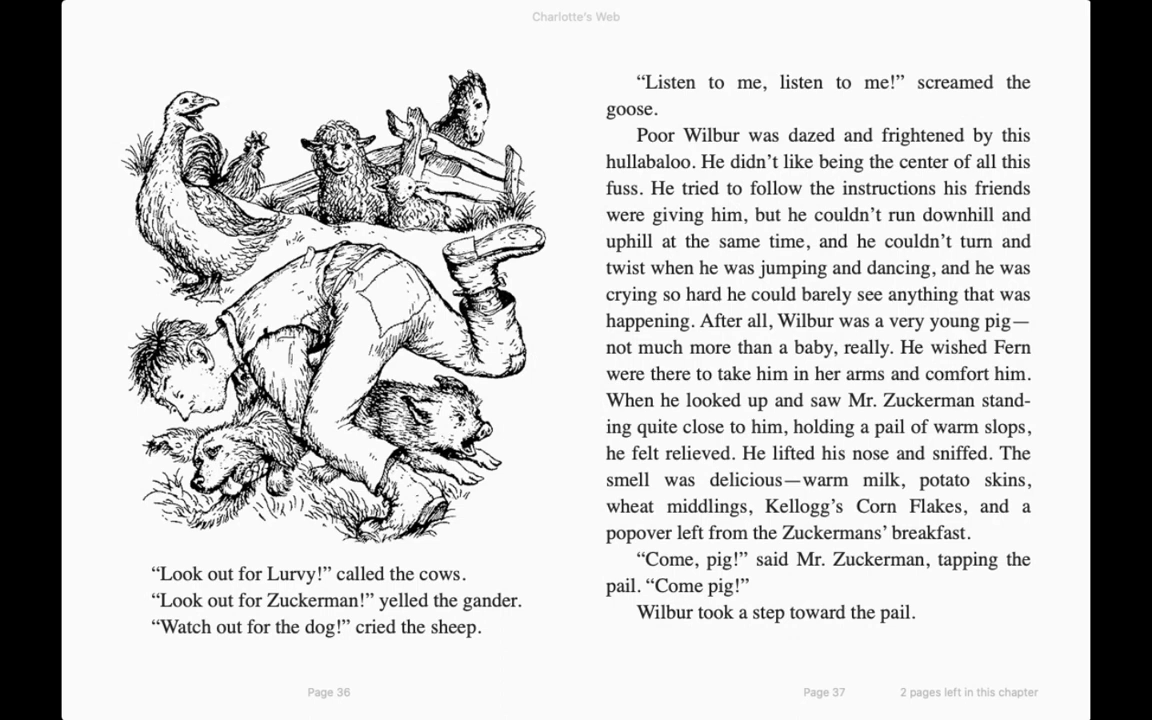 Charlotte's Web
“Look out for Lurvy!” called the cows.
“Look out for Zuckerman!” yelled the gander.
“Watch out for the dog!” cried the sheep.
Page 36
“Listen to me, listen to me!” screamed the
goose.
Poor Wilbur was dazed and frightened by this
hullabaloo. He didn’t like being the center of all this
fuss. He tried to follow the instructions his friends
were giving him, but he couldn’t run downhill and
uphill at the same time, and he couldn’t turn and
twist when he was jumping and dancing, and he was
crying so hard he could barely see anything that was
happening. After all, Wilbur was a very young pig—
not much more than a baby, really. He wished Fern
were there to take him in her arms and comfort him.
When he looked up and saw Mr. Zuckerman stand-
ing quite close to him, holding a pail of warm slops,
he felt relieved. He lifted his nose and sniffed. The
smell was delicious—warm milk, potato skins,
wheat middlings, Kellogg’s Corn Flakes, and a
popover left from the Zuckermans’ breakfast.
“Come, pig!” said Mr. Zuckerman, tapping the
pail. “Come pig!”
Wilbur took a step toward the pail.
Page 37
2 pages left in this chapter